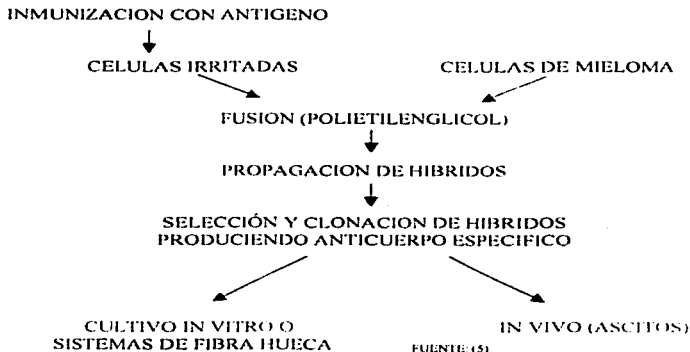 INMUNIZACION CON ANTIGENO
CELULAS IRRITADAS
CELULAS DE MIELOMA
FUSION (POLIETILENGLICOL)
PROPAGACION DE HIBRIDOS
SELECCIÓN Y CLONACION DE HIBRIDOS
PRODUCIENDO ANTICUERPO ESPECIFICO
CULTIVO IN VITRO O
SISTEMAS DE FIBRA HUECA
IN VIVO (ASCITOS)
FUENTE: (5)